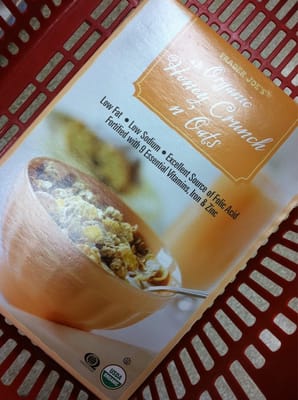 TRADER JOE'S
Organic
Honey Crunch
n Oats
Low Fat • Low Sodium • Excellent Source of Folic Acid
Fortified with 9 Essential Vitamins, Iron & Zinc
USDA
ORGANIC